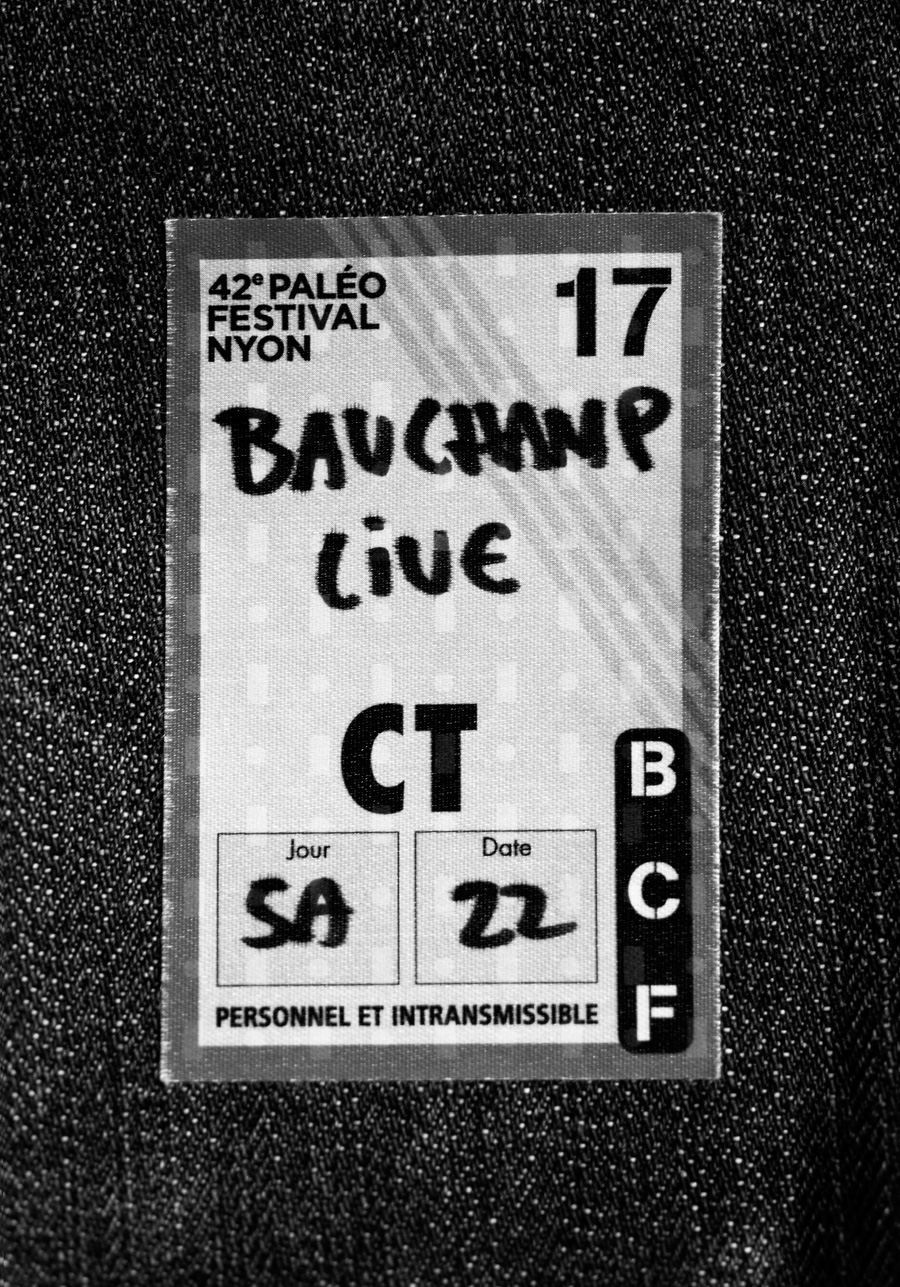 42e PALÉO
FESTIVAL
NYON
17
BAUCHAMP
LiVE
CT
Jour
SA
Date
22
B
C
F
PERSONNEL ET INTRANSMISSIBLE